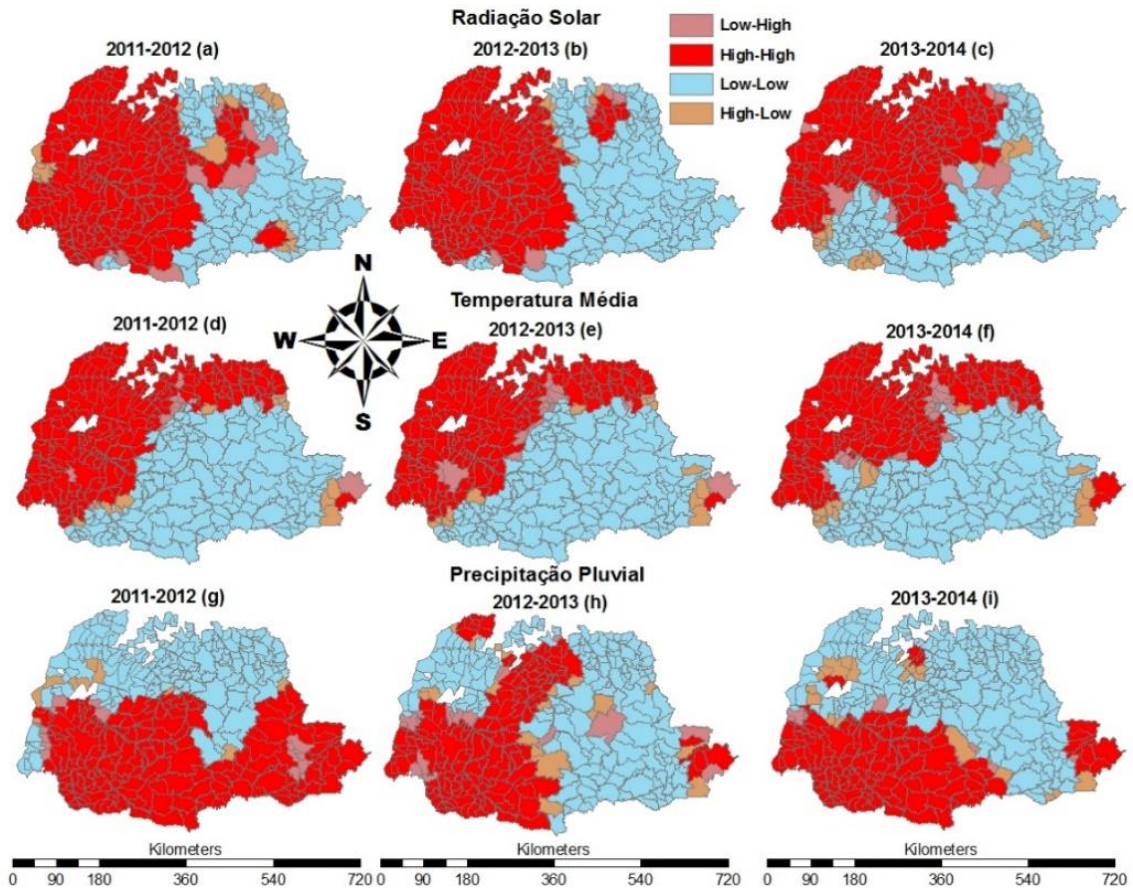 Radiação Solar
2011-2012 (a)
2012-2013 (b)
Low-High
High-High
Low-Low
High-Low
2013-2014 (c)
N
W
E
S
Temperatura Média
2011-2012 (d)
2012-2013 (e)
2013-2014 (f)
Precipitação Pluvial
2011-2012 (g)
2012-2013 (h)
2013-2014 (i)
Kilometers
0 90 180 360 540 720
Kilometers
0 90 180 360 540 720
Kilometers
0 90 180 360 540 720